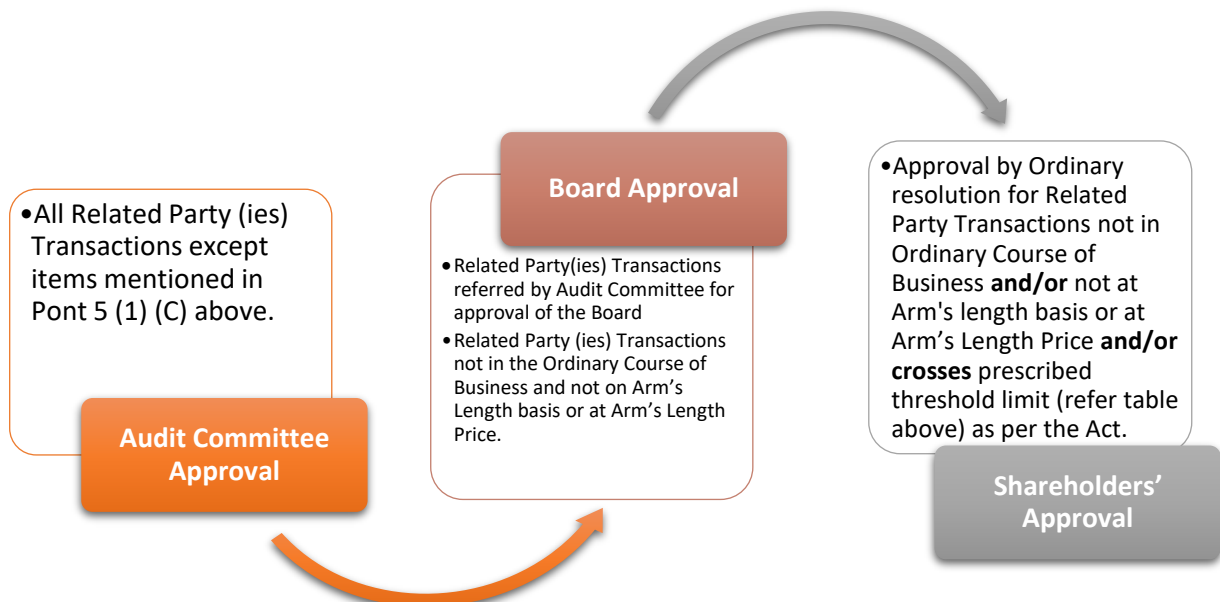 •All Related Party (ies)
Transactions except
items mentioned in
Pont 5 (1) (C) above.
Audit Committee
Approval
Board Approval
•Related Party(ies) Transactions
referred by Audit Committee for
approval of the Board
•Related Party (ies) Transactions
not in the Ordinary Course of
Business and not on Arm’s
Length basis or at Arm’s Length
Price.
•Approval by Ordinary
resolution for Related
Party Transactions not in
Ordinary Course of
Business and/or not at
Arm's length basis or at
Arm’s Length Price and/or
crosses prescribed
threshold limit (refer table
above) as per the Act.
Shareholders’
Approval